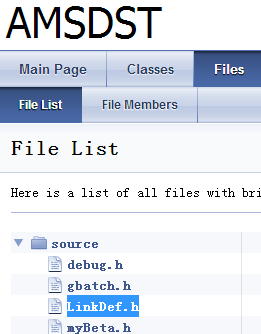 AMSDST
Main Page Classes Files
File List File Members
File List
Here is a list of all files with bri
source
debug.h
gbatch.h
LinkDef.h
myBeta.h